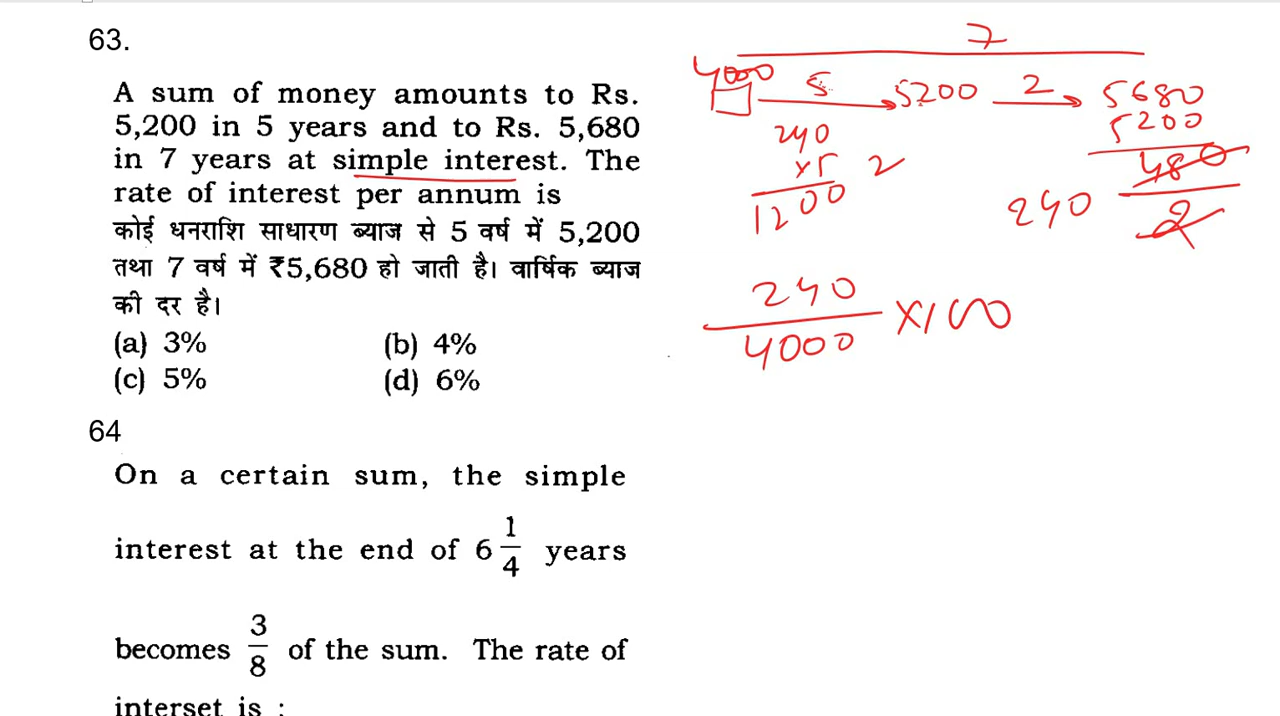 63.
A sum of money amounts to Rs.
5,200 in 5 years and to Rs. 5,680
in 7 years at simple interest. The
rate of interest per annum is
कोई धनराशि साधारण ब्याज से 5 वर्ष में 5,200
तथा 7 वर्ष में ₹5,680 हो जाती है। वार्षिक ब्याज
की दर है।
(a) 3% (b) 4%
(c) 5% (d) 6%
64
On a certain sum, the simple
interest at the end of 6 1/4 years
becomes 3/8 of the sum. The rate of
interset is :
7
4000 5 5200 2 5680
5200
240 480
×5 2
1200 240 2
240
4000 ×100